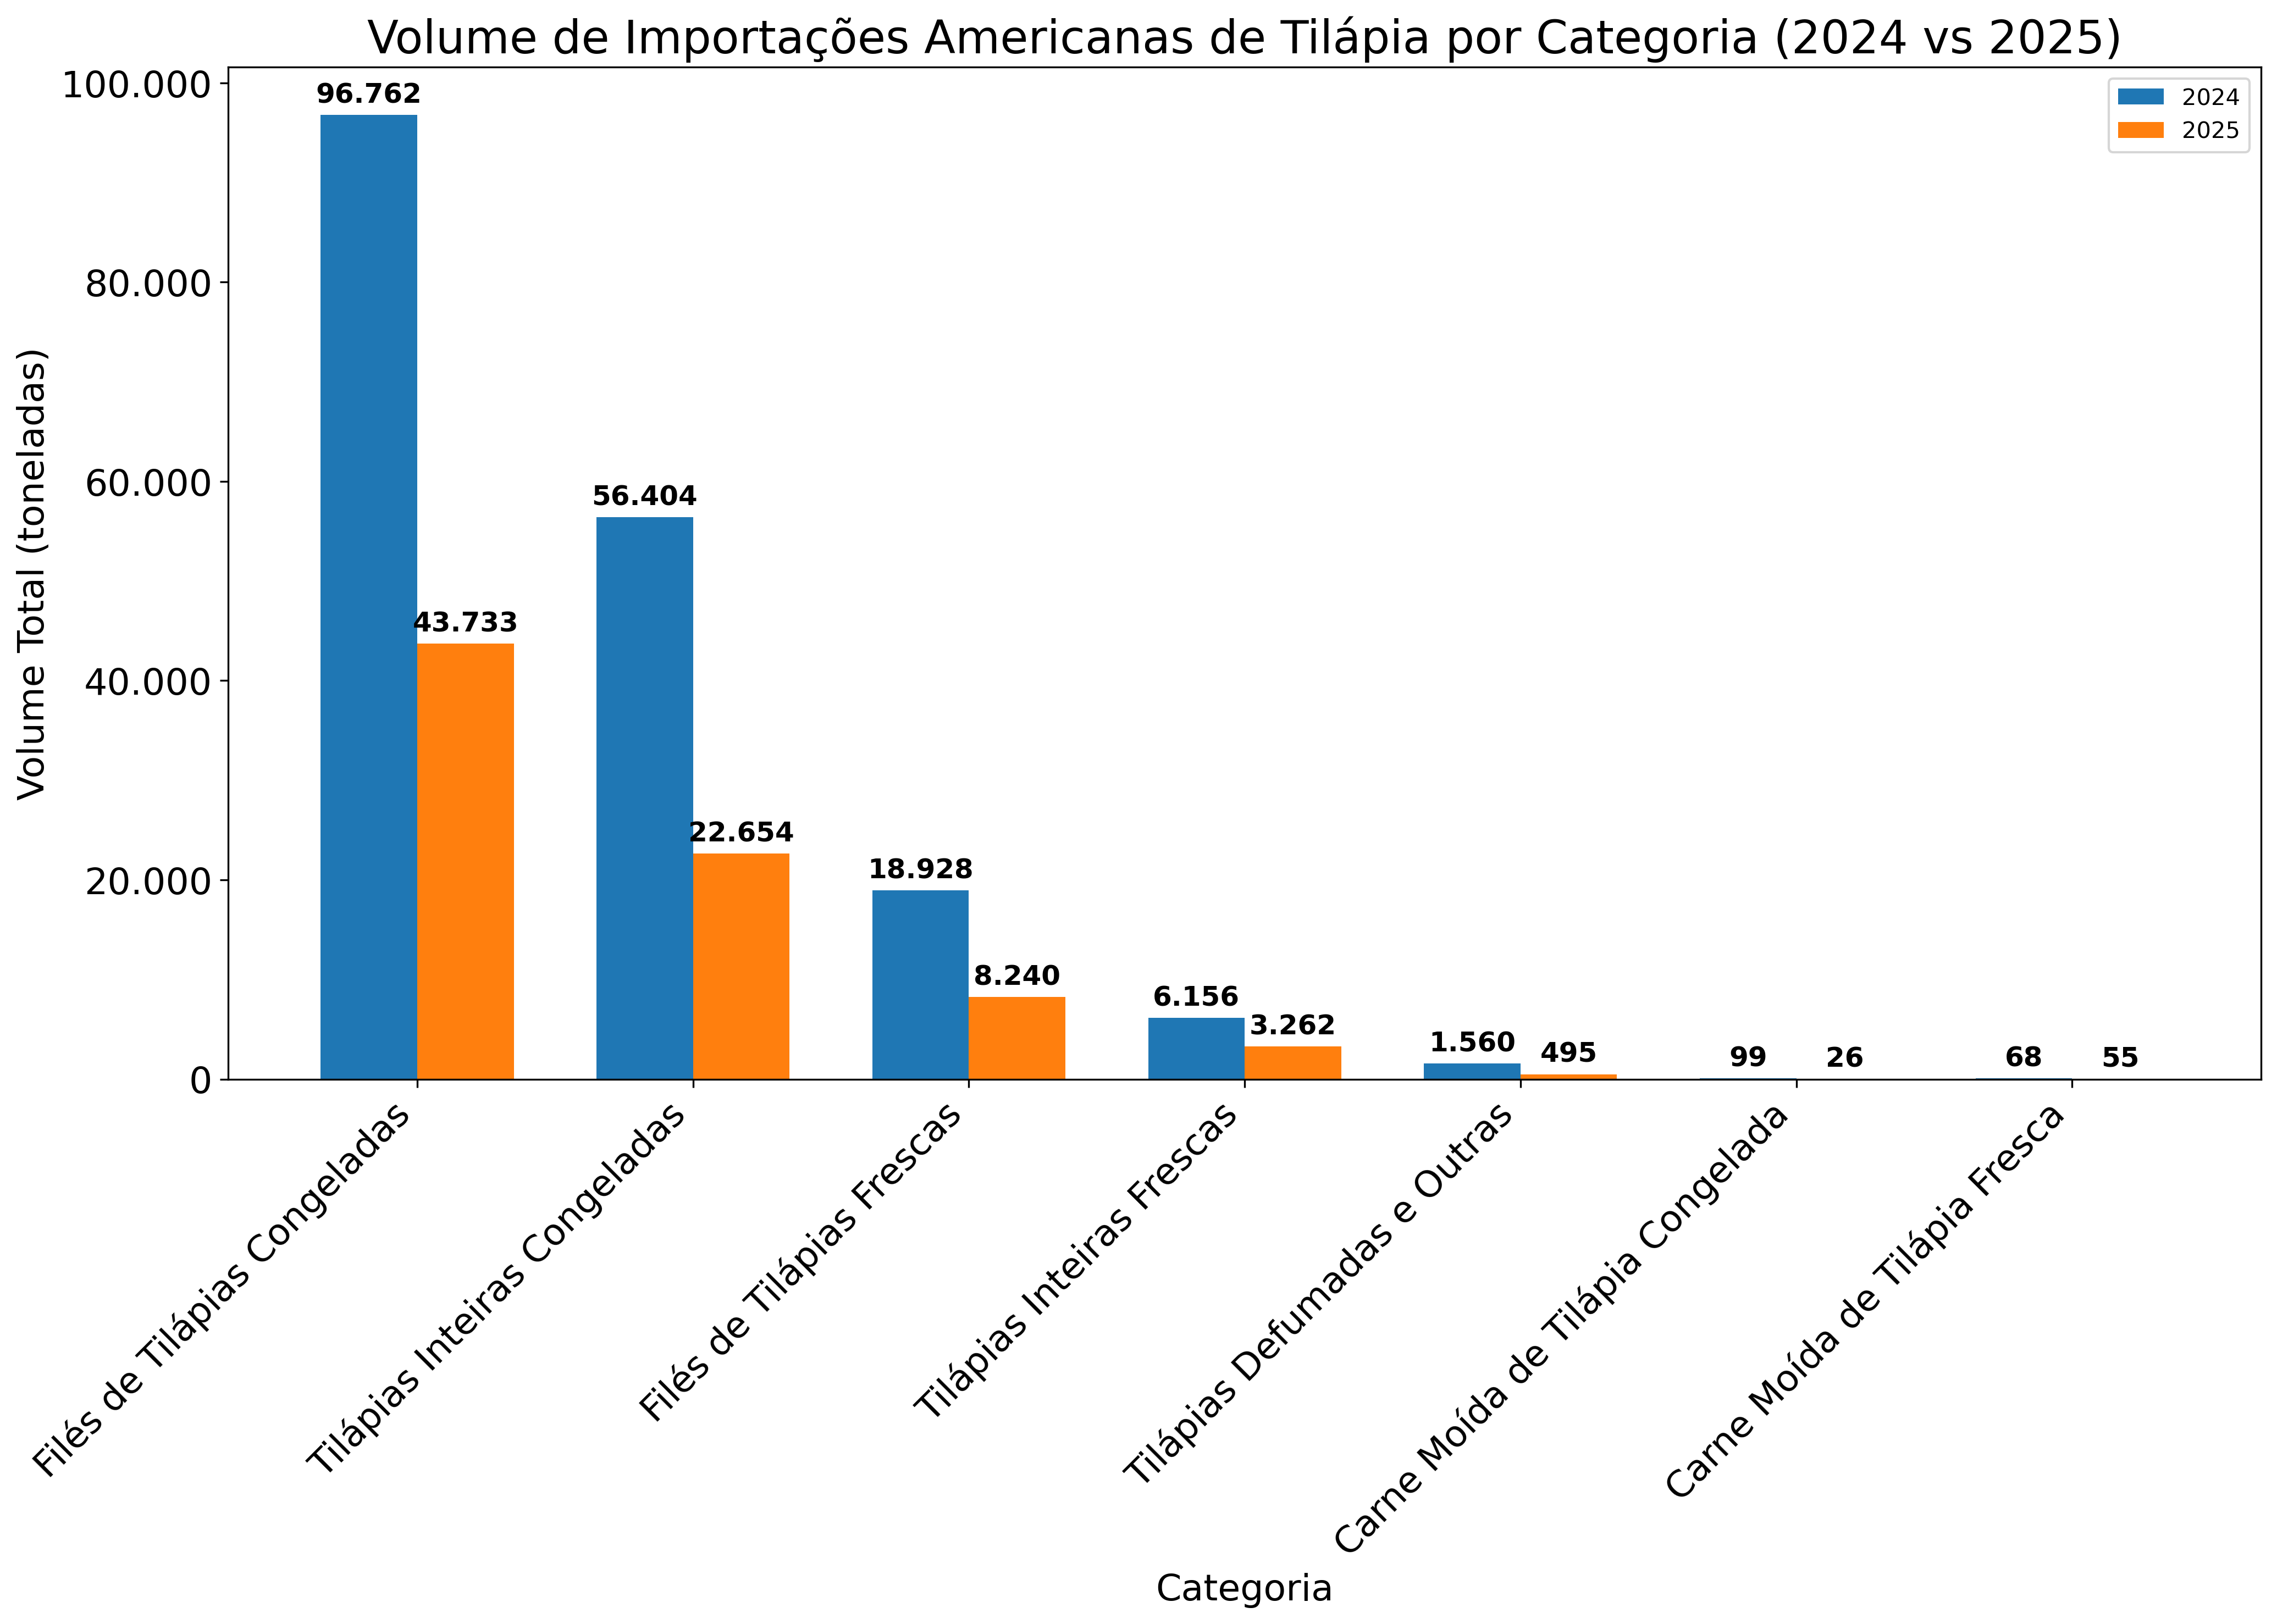 Volume de Importações Americanas de Tilápia por Categoria (2024 vs 2025)
2024
2025
Volume Total (toneladas)
100.000
80.000
60.000
40.000
20.000
0
96.762
43.733
56.404
22.654
18.928
8.240
6.156
3.262
1.560
495
99
26
68
55
Filés de Tilápias Congeladas
Tilápias Inteiras Congeladas
Filés de Tilápias Frescas
Tilápias Inteiras Frescas
Tilápias Defumadas e Outras
Carne Moída de Tilápia Congelada
Carne Moída de Tilápia Fresca
Categoria